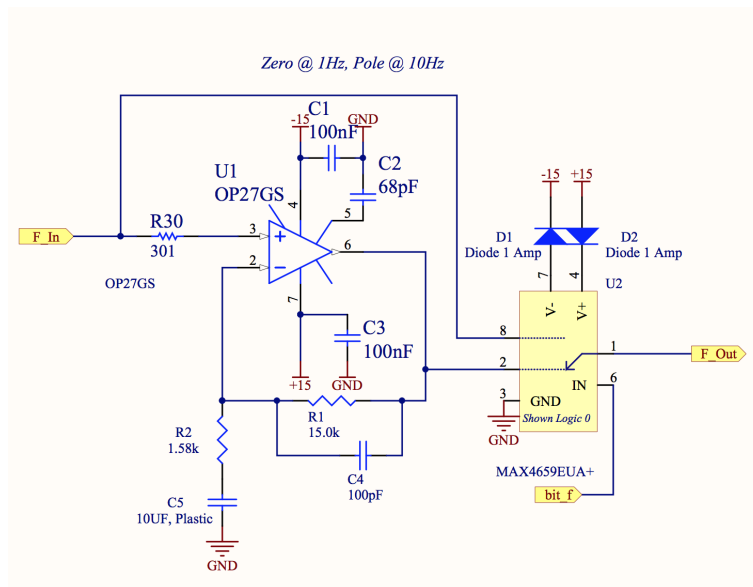 Zero @ 1Hz, Pole @ 10Hz
C1
-15
100nF
GND
U1
OP27GS
C2
68pF
4
5
R30
301
F_In
3
2
6
7
OP27GS
C3
100nF
+15
GND
R1
15.0k
C4
100pF
R2
1.58k
C5
10UF, Plastic
GND
-15
+15
D1
Diode 1 Amp
D2
Diode 1 Amp
7
4
U2
V-
V+
8
2
1
F_Out
IN
6
3
GND
Shown Logic 0
GND
MAX4659EUA+
bit_f